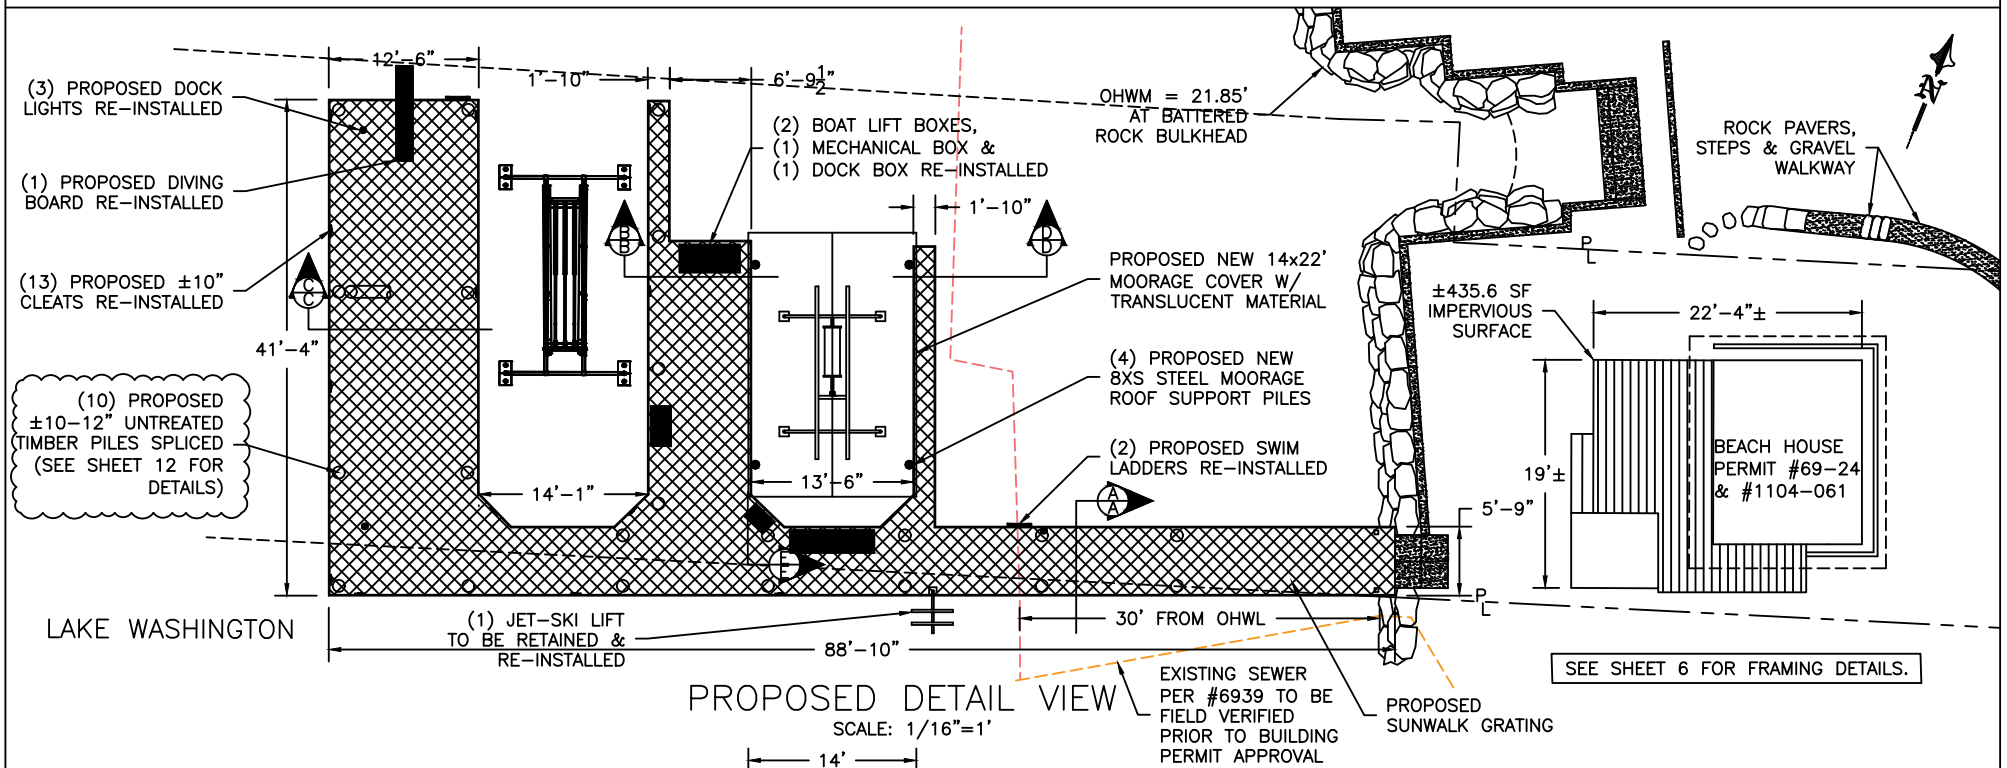 12'-6"
1'-10"
6'-9 1/2"
(3) PROPOSED DOCK
LIGHTS RE-INSTALLED
(1) PROPOSED DIVING
BOARD RE-INSTALLED
(13) PROPOSED ±10"
CLEATS RE-INSTALLED
41'-4"
(10) PROPOSED
±10-12" UNTREATED
TIMBER PILES SPLICED
(SEE SHEET 12 FOR
DETAILS)
LAKE WASHINGTON
(2) BOAT LIFT BOXES,
(1) MECHANICAL BOX &
(1) DOCK BOX RE-INSTALLED
1'-10"
B
B
D
D
C
C
A
A
E
14'-1"
13'-6"
OHWM = 21.85'
AT BATTERED
ROCK BULKHEAD
PROPOSED NEW 14x22'
MOORAGE COVER W/
TRANSLUCENT MATERIAL
(4) PROPOSED NEW
8XS STEEL MOORAGE
ROOF SUPPORT PILES
(2) PROPOSED SWIM
LADDERS RE-INSTALLED
N
ROCK PAVERS,
STEPS & GRAVEL
WALKWAY
P
L
±435.6 SF
IMPERVIOUS
SURFACE
22'-4"±
19'±
BEACH HOUSE
PERMIT #69-24
& #1104-061
5'-9"
P
L
(1) JET-SKI LIFT
TO BE RETAINED &
RE-INSTALLED
30' FROM OHWL
88'-10"
PROPOSED DETAIL VIEW
SCALE: 1/16"=1'
14'
EXISTING SEWER
PER #6939 TO BE
FIELD VERIFIED
PRIOR TO BUILDING
PERMIT APPROVAL
PROPOSED
SUNWALK GRATING
SEE SHEET 6 FOR FRAMING DETAILS.